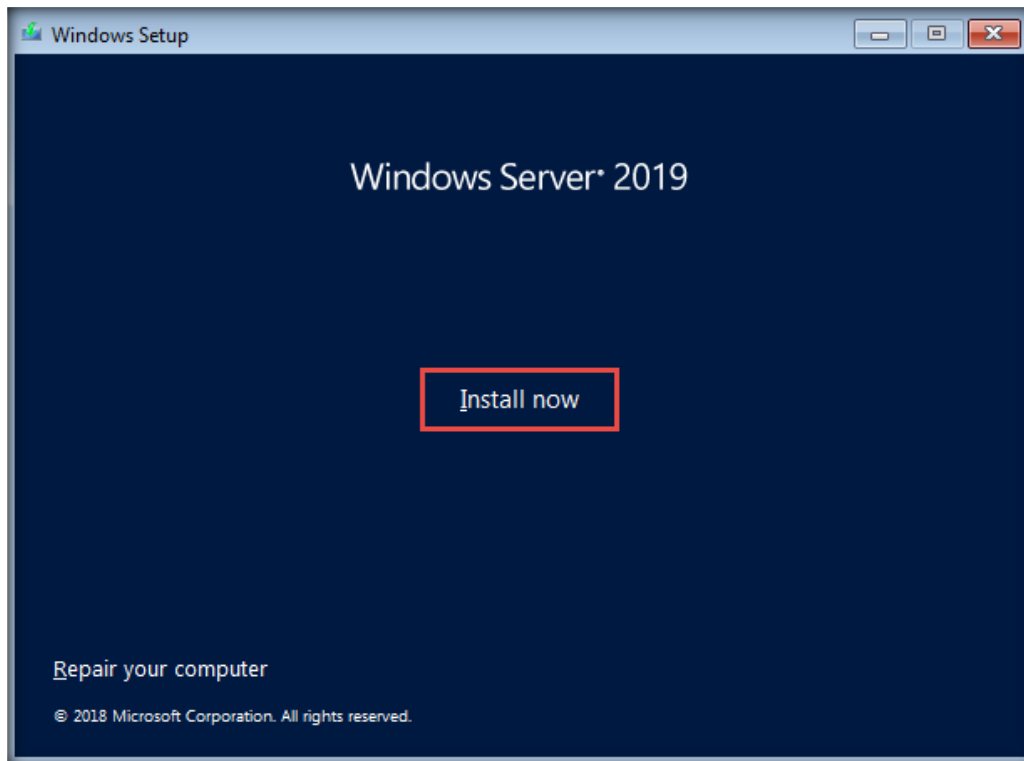 Windows Setup
Windows Server® 2019
Install now
Repair your computer
© 2018 Microsoft Corporation. All rights reserved.